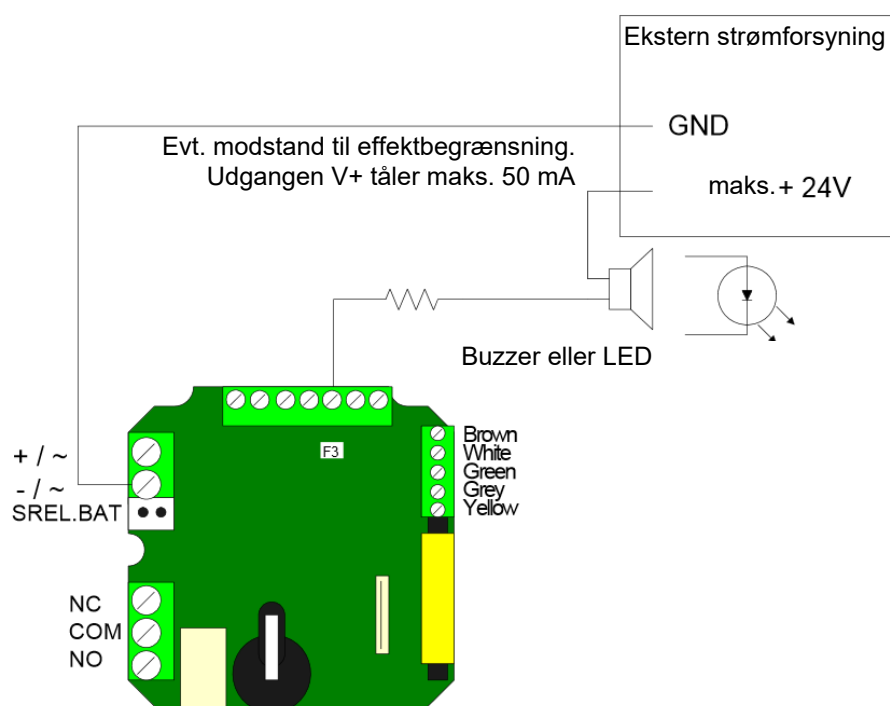 Ekstern strømforsyning
GND
Evt. modstand til effektbegrænsning.
Udgangen V+ tåler maks. 50 mA
maks. + 24V
Buzzer eller LED
F3
Brown
White
Green
Grey
Yellow
+ / ~
- / ~
SREL.BAT
NC
COM
NO